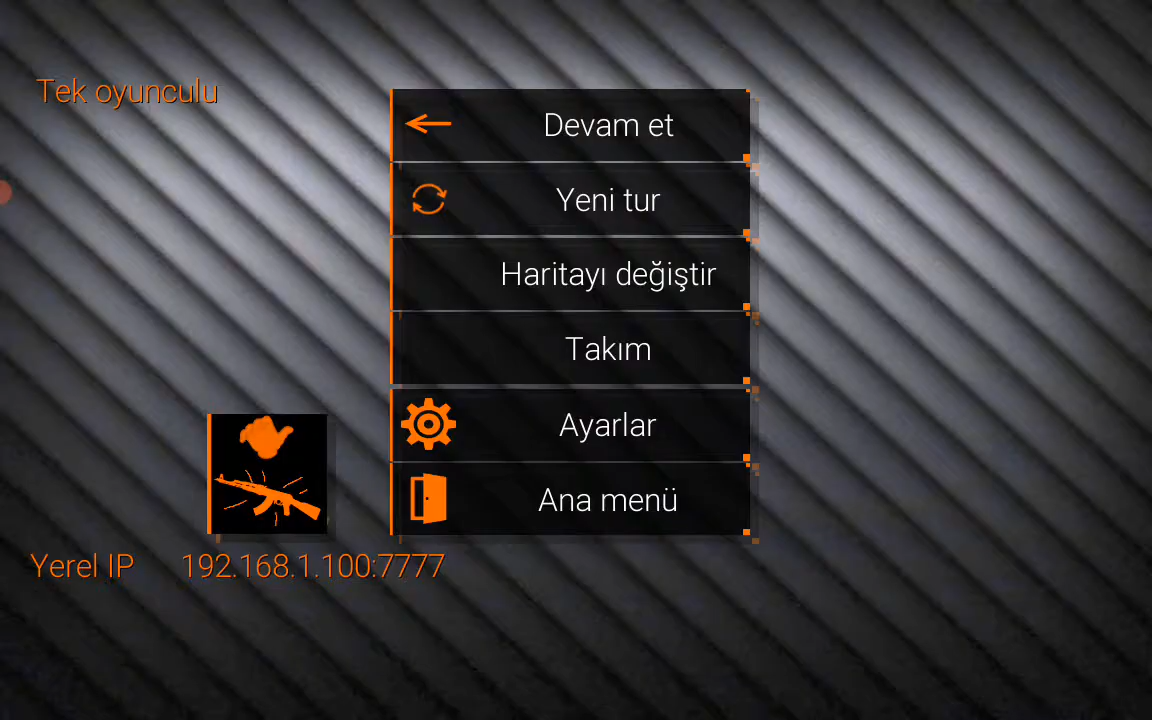 Tek oyunculu
Devam et
Yeni tur
Haritayı değiştir
Takım
Ayarlar
Ana menü
Yerel IP 192.168.1.100:7777